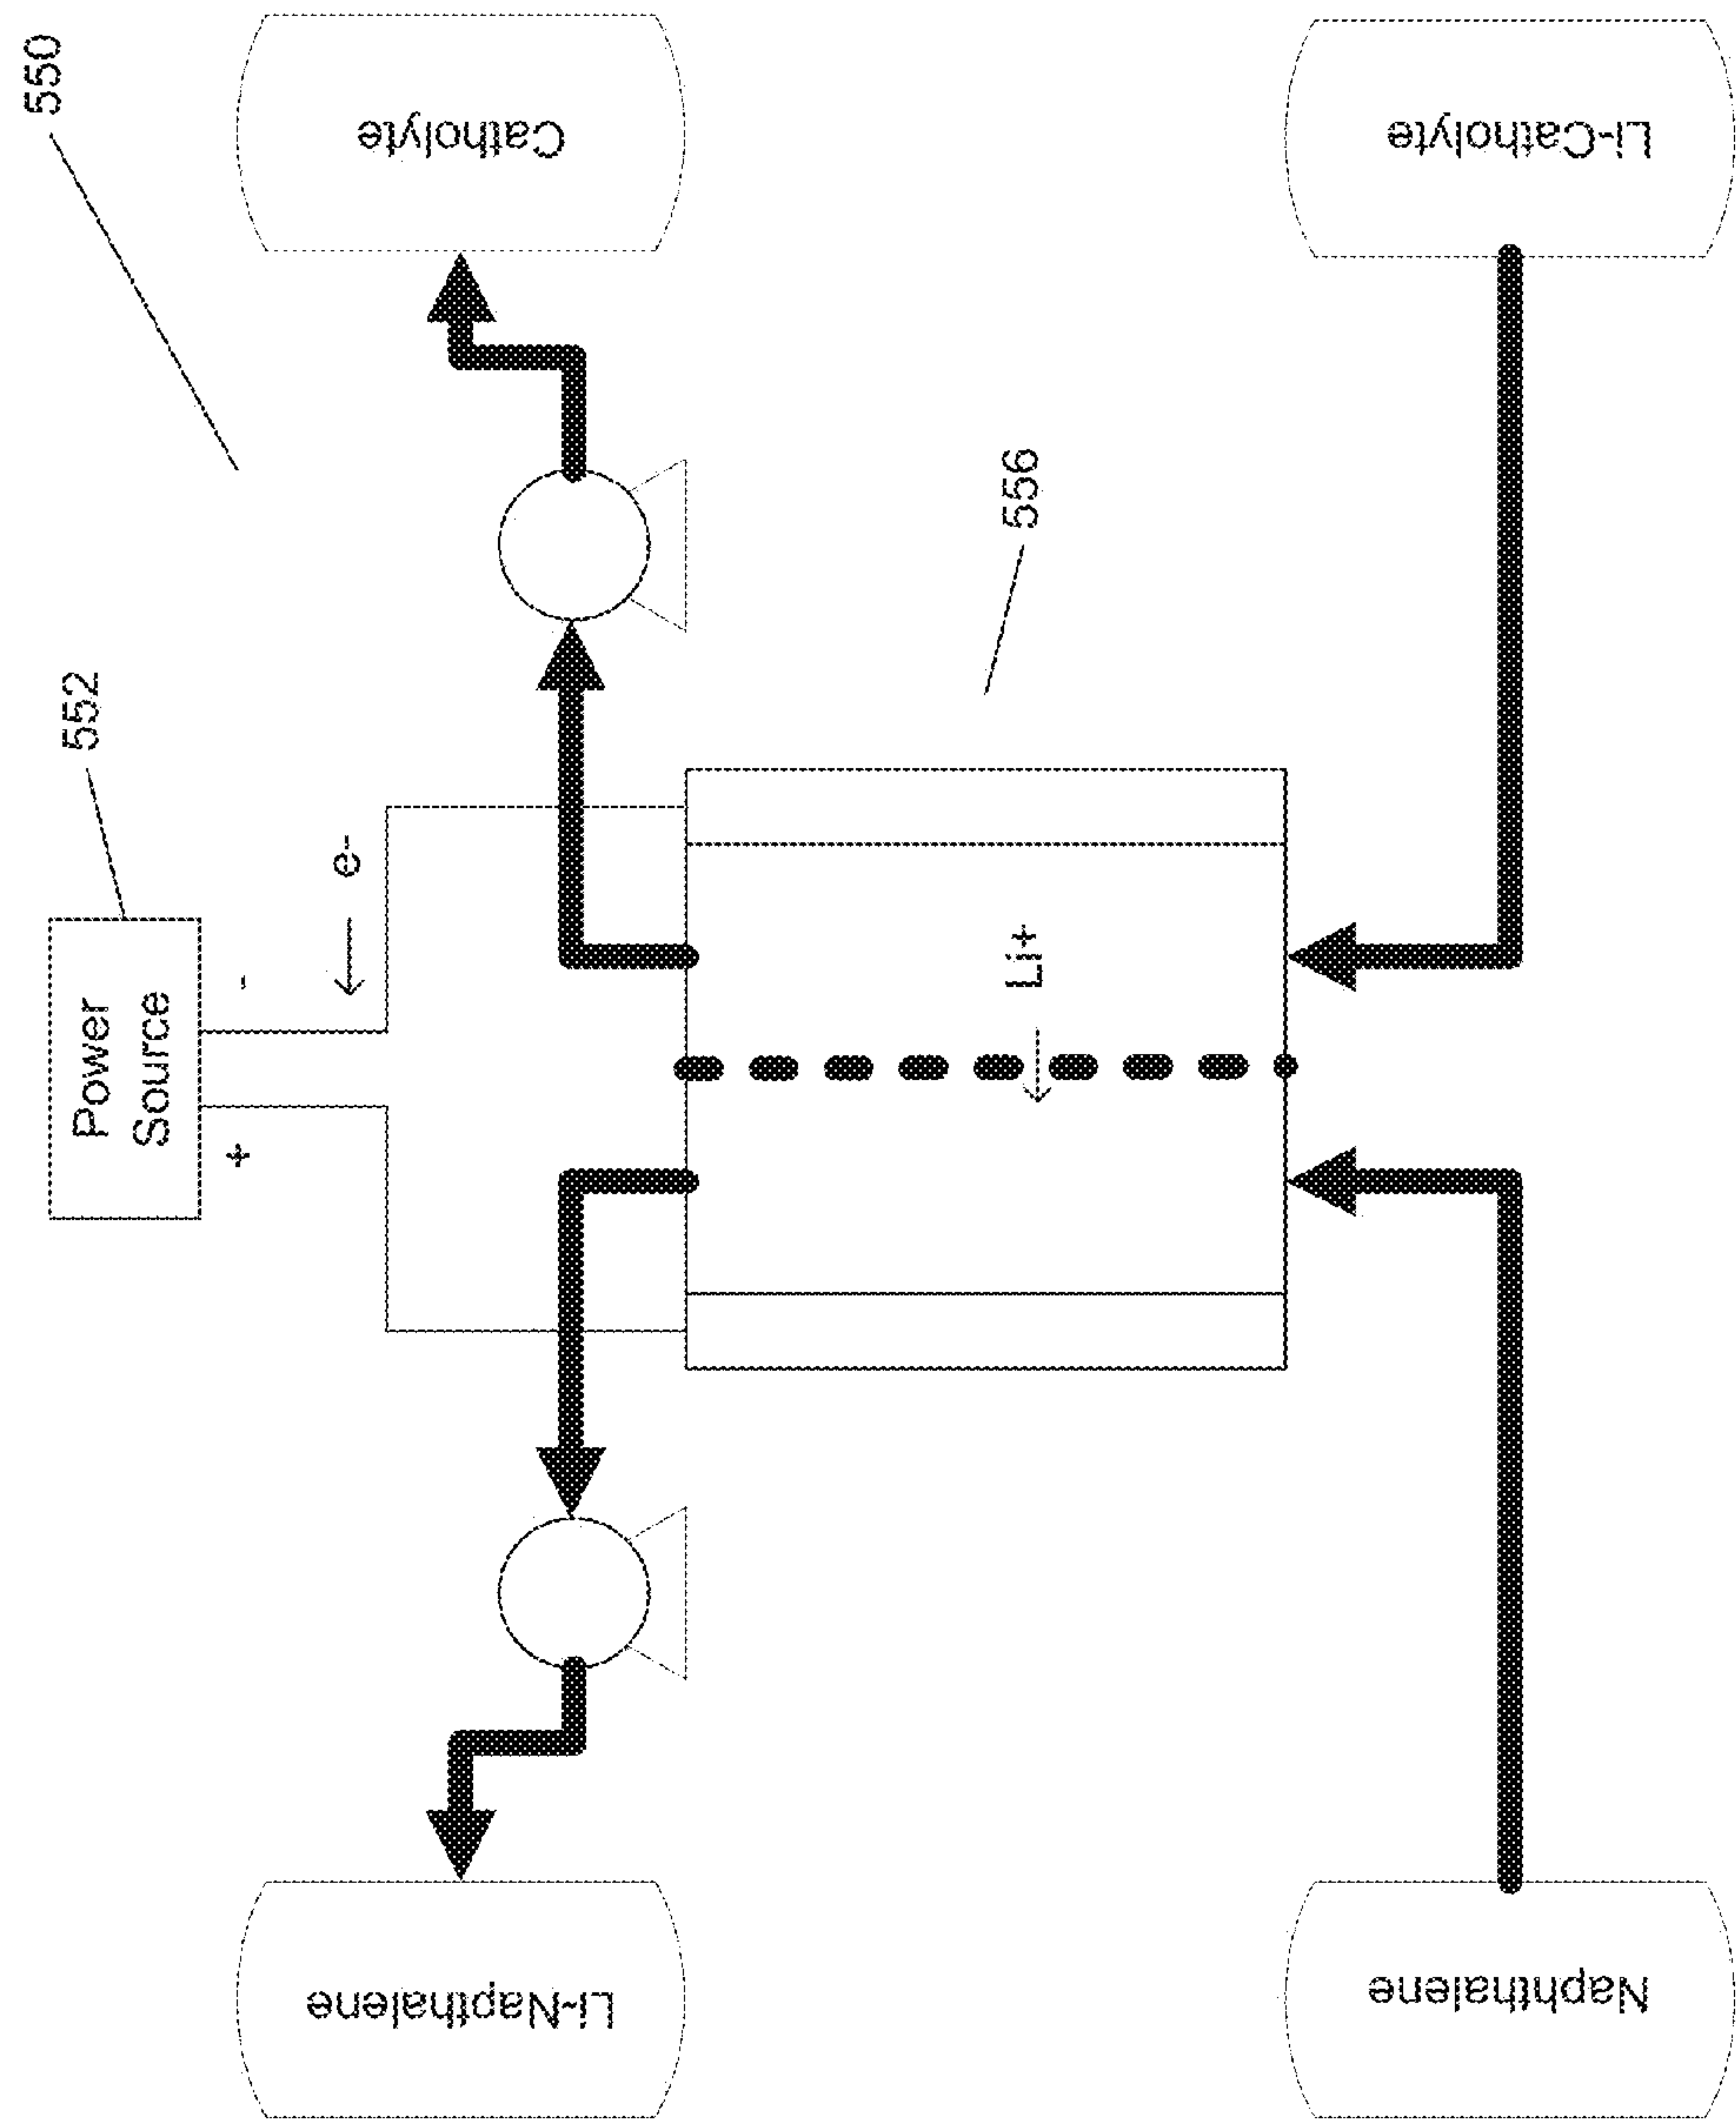 550
552
Power
Source
+
-
e-
Catholyte
Li-Napthalene
Li+
556
Li-Catholyte
Naphthalene